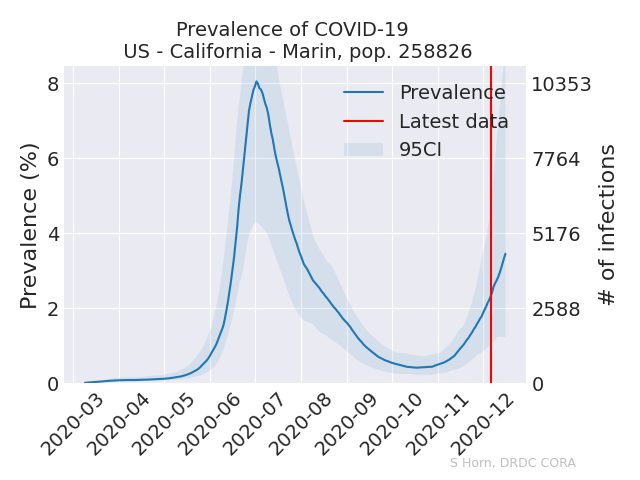 Prevalence of COVID-19
US - California - Marin, pop. 258826
Prevalence
Latest data
95CI
Prevalence (%)
8
6
4
2
0
# of infections
10353
7764
5176
2588
0
2020-03
2020-04
2020-05
2020-06
2020-07
2020-08
2020-09
2020-10
2020-11
2020-12
S Horn, DRDC CORA